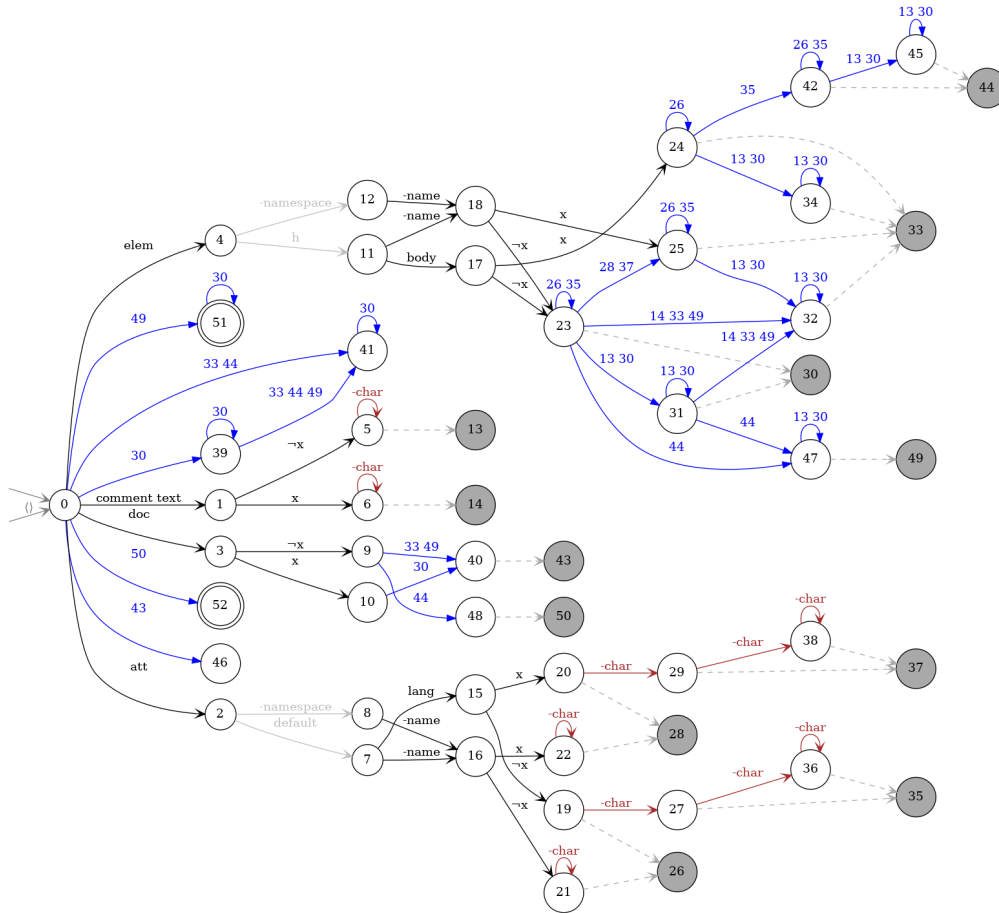 13 30
45
26 35
13 30
42
44
35
26
24
13 30
13 30
34
-namespace
12
-name
-name
18
x
x
33
elem
4
h
11
body
17
¬x
¬x
26 35
25
28 37
13 30
13 30
32
30
49
51
26 35
23
14 33 49
14 33 49
30
41
33 44
33 44 49
13 30
13 30
31
30
-char
5
13
44
44
13 30
47
49
30
39
30
¬x
⟨⟩
0
comment text
1
x
-char
6
14
doc
3
¬x
x
9
33 49
30
40
43
50
52
10
44
48
50
43
46
att
2
-namespace
default
8
7
lang
-name
-name
15
16
x
20
-char
29
-char
-char
38
37
x
¬x
¬x
-char
22
28
19
-char
27
-char
-char
36
35
-char
21
26